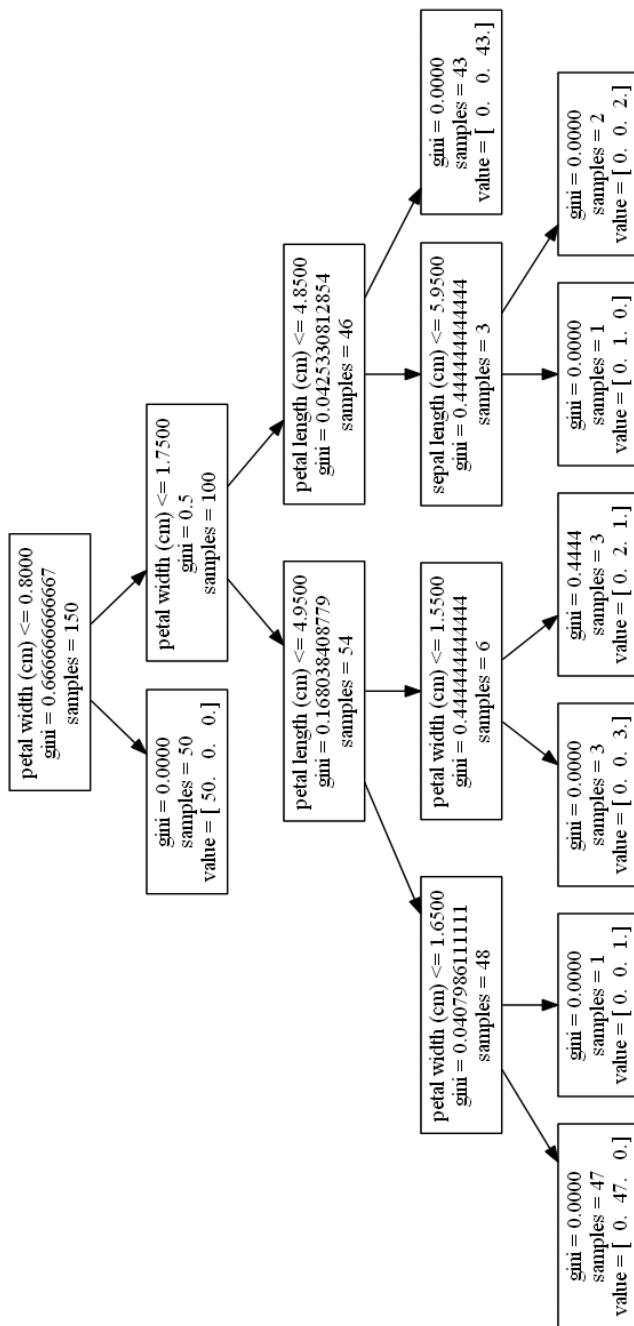 petal width (cm) <= 0.8000
gini = 0.666666666667
samples = 150
gini = 0.0000
samples = 50
value = [ 50. 0. 0.]
petal width (cm) <= 1.7500
gini = 0.5
samples = 100
petal length (cm) <= 4.9500
gini = 0.168038408779
samples = 54
petal length (cm) <= 4.8500
gini = 0.0425330812854
samples = 46
petal width (cm) <= 1.6500
gini = 0.0407986111111
samples = 48
petal width (cm) <= 1.5500
gini = 0.444444444444
samples = 6
sepal length (cm) <= 5.9500
gini = 0.444444444444
samples = 3
gini = 0.0000
samples = 43
value = [ 0. 0. 43.]
gini = 0.0000
samples = 47
value = [ 0. 47. 0.]
gini = 0.0000
samples = 1
value = [ 0. 0. 1.]
gini = 0.0000
samples = 3
value = [ 0. 0. 3.]
gini = 0.4444
samples = 3
value = [ 0. 2. 1.]
gini = 0.0000
samples = 1
value = [ 0. 1. 0.]
gini = 0.0000
samples = 2
value = [ 0. 0. 2.]